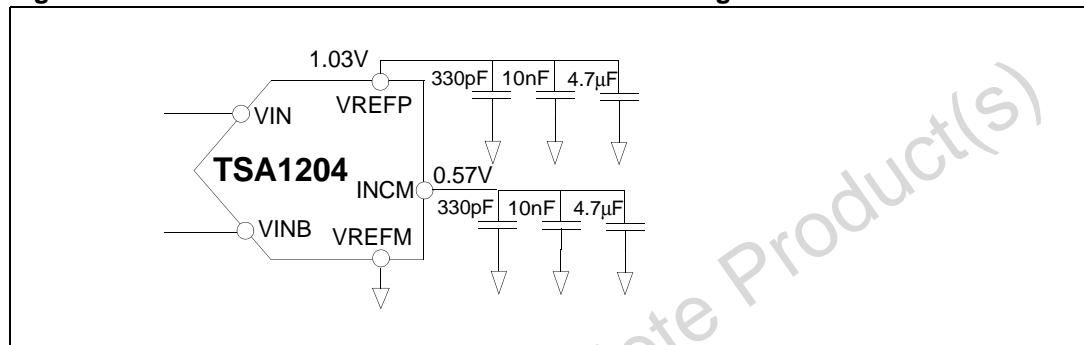 1.03V
330pF 10nF 4.7µF
VREFP
VIN
TSA1204
INCM 0.57V
330pF 10nF 4.7µF
VINB
VREFM
Product(s)